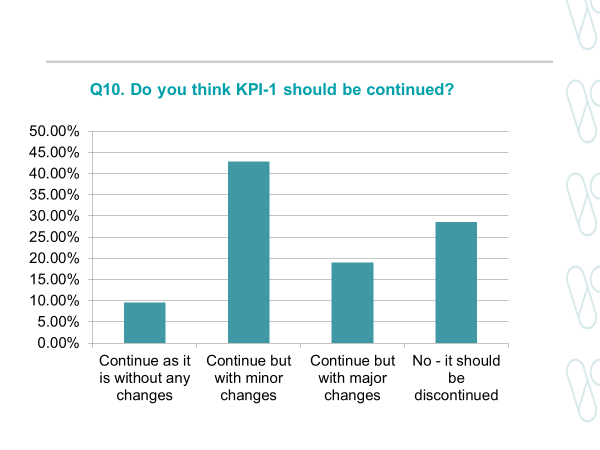 Q10. Do you think KPI-1 should be continued?
50.00%
45.00%
40.00%
35.00%
30.00%
25.00%
20.00%
15.00%
10.00%
5.00%
0.00%
Continue as it
is without any
changes
Continue but
with minor
changes
Continue but
with major
changes
No - it should
be
discontinued